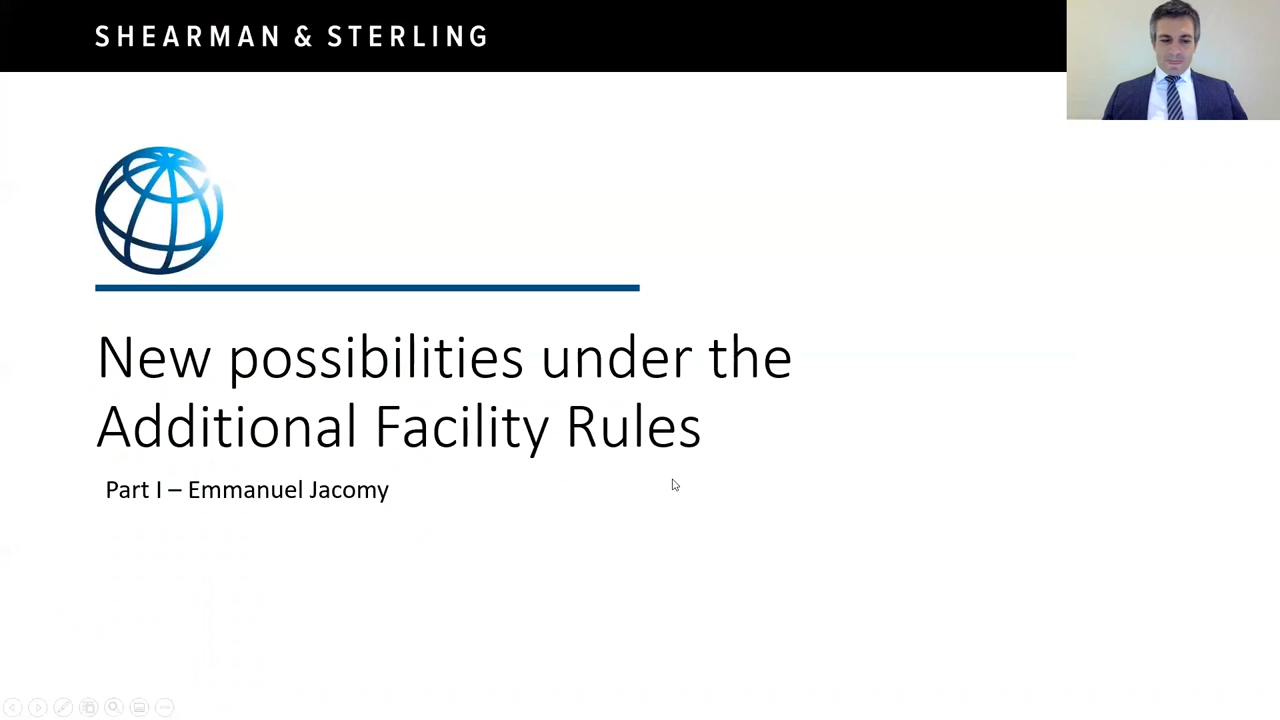 SHEARMAN & STERLING
New possibilities under the
Additional Facility Rules
Part I – Emmanuel Jacomy